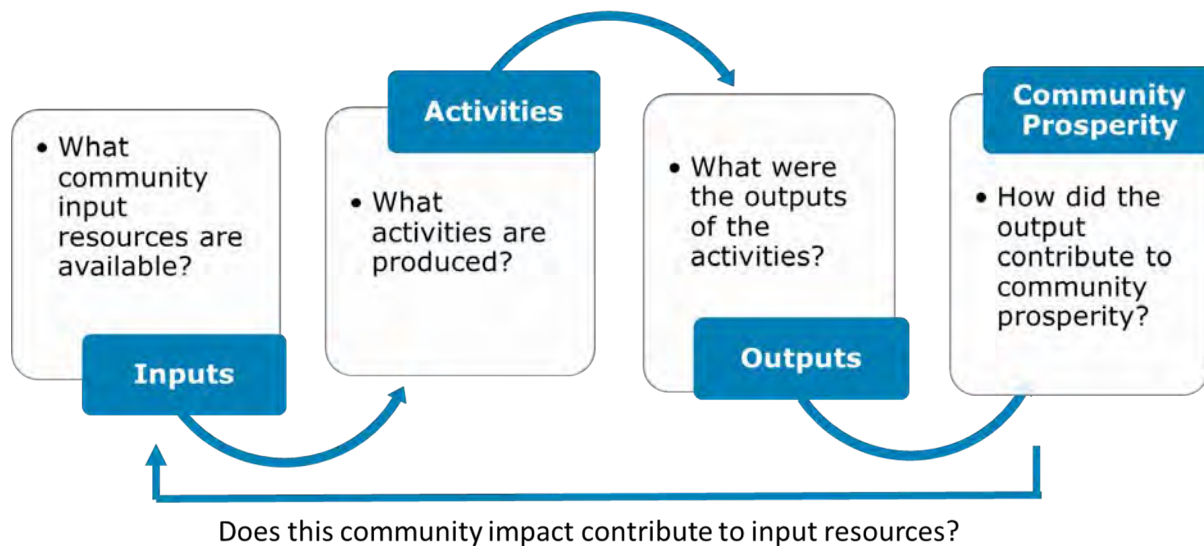 • What
community
input
resources are
available?
Inputs
Activities
• What
activities are
produced?
• What were
the outputs
of the
activities?
Outputs
Community
Prosperity
• How did the
output
contribute to
community
prosperity?
Does this community impact contribute to input resources?